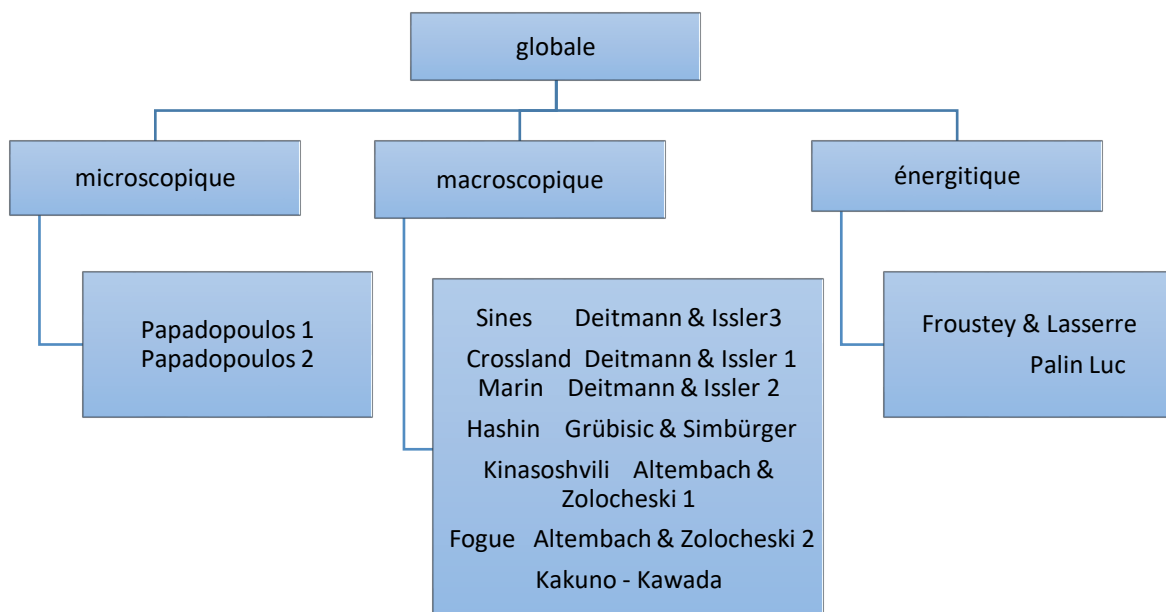 globale
microscopique
macroscopique
énergitique
Papadopoulos 1
Papadopoulos 2
Sines Deitmann & Issler3
Crossland Deitmann & Issler 1
Marin Deitmann & Issler 2
Hashin Grübisic & Simbürger
Kinasoshvili Altembach &
Zolocheski 1
Fogue Altembach & Zolocheski 2
Kakuno - Kawada
Froustey & Lasserre
Palin Luc